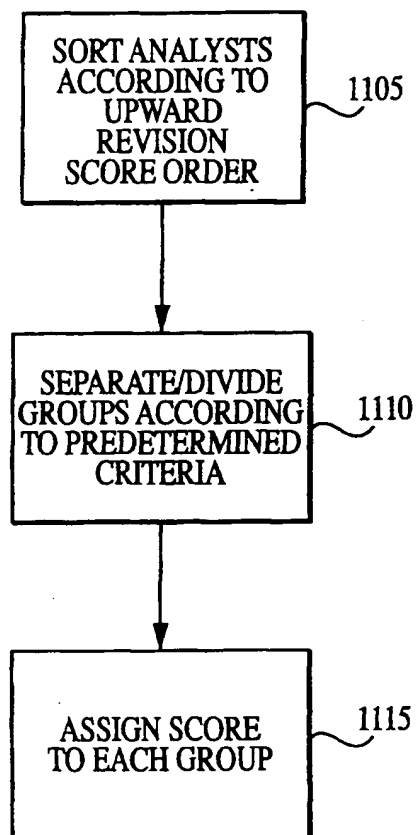 SORT ANALYSTS
ACCORDING TO
UPWARD
REVISION
SCORE ORDER
1105
SEPARATE/DIVIDE
GROUPS ACCORDING
TO PREDETERMINED
CRITERIA
1110
ASSIGN SCORE
TO EACH GROUP
1115